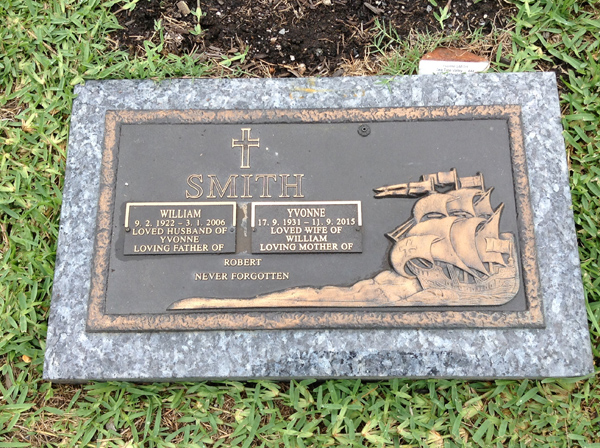 SMITH
WILLIAM
9. 2. 1922 - 3. 1. 2006
LOVED HUSBAND OF
YVONNE
LOVING FATHER OF
YVONNE
17. 9. 1931 - 11. 9. 2015
LOVED WIFE OF
WILLIAM
LOVING MOTHER OF
ROBERT
NEVER FORGOTTEN